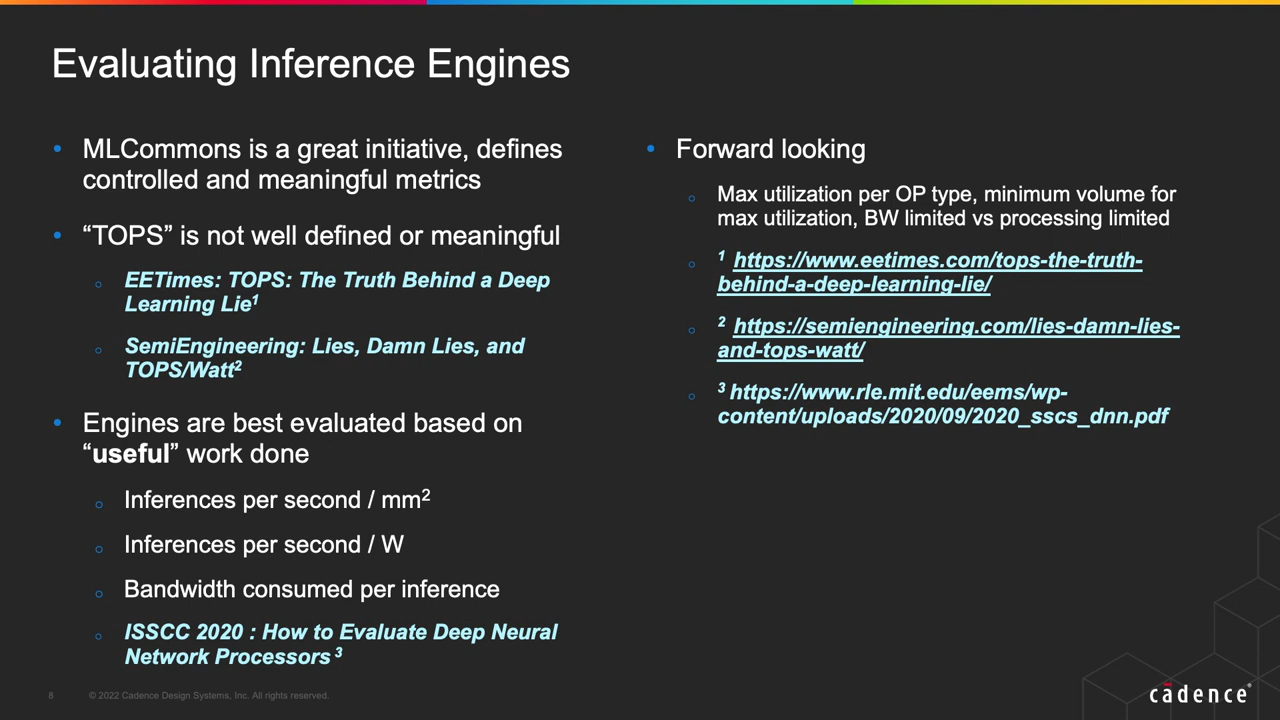 Evaluating Inference Engines
• MLCommons is a great initiative, defines
controlled and meaningful metrics
• “TOPS” is not well defined or meaningful
○ EETimes: TOPS: The Truth Behind a Deep
Learning Lie¹
○ SemiEngineering: Lies, Damn Lies, and
TOPS/Watt²
• Engines are best evaluated based on
“useful” work done
○ Inferences per second / mm²
○ Inferences per second / W
○ Bandwidth consumed per inference
○ ISSCC 2020 : How to Evaluate Deep Neural
Network Processors ³
• Forward looking
○ Max utilization per OP type, minimum volume for
max utilization, BW limited vs processing limited
○ ¹ https://www.eetimes.com/tops-the-truth-
behind-a-deep-learning-lie/
○ ² https://semiengineering.com/lies-damn-lies-
and-tops-watt/
○ ³ https://www.rle.mit.edu/eems/wp-
content/uploads/2020/09/2020_sscs_dnn.pdf
8 © 2022 Cadence Design Systems, Inc. All rights reserved.
cādence®